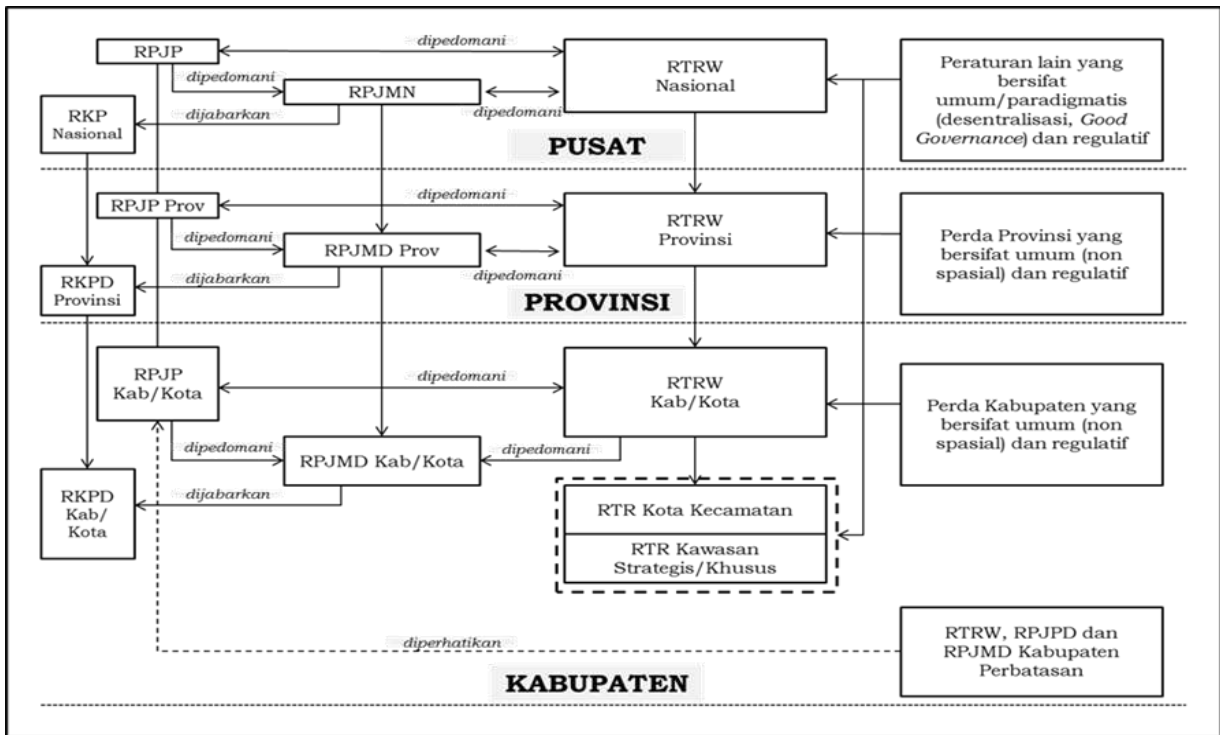 RPJP
dipedomani
RTRW
Nasional
Peraturan lain yang
bersifat
umum/paradigmatis
(desentralisasi, Good
Governance) dan regulatif
dipedomani
RPJMN
dipedomani
RKP
Nasional
dijabarkan
PUSAT
RPJP Prov
dipedomani
RTRW
Provinsi
Perda Provinsi yang
bersifat umum (non
spasial) dan regulatif
dipedomani
RPJMD Prov
dipedomani
RKPD
Provinsi
dijabarkan
PROVINSI
RPJP
Kab/Kota
dipedomani
RTRW
Kab/Kota
Perda Kabupaten yang
bersifat umum (non
spasial) dan regulatif
dipedomani
RPJMD Kab/Kota
dipedomani
RKPD
Kab/
Kota
dijabarkan
RTR Kota Kecamatan
RTR Kawasan
Strategis/Khusus
diperhatikan
RTRW, RPJPD dan
RPJMD Kabupaten
Perbatasan
KABUPATEN